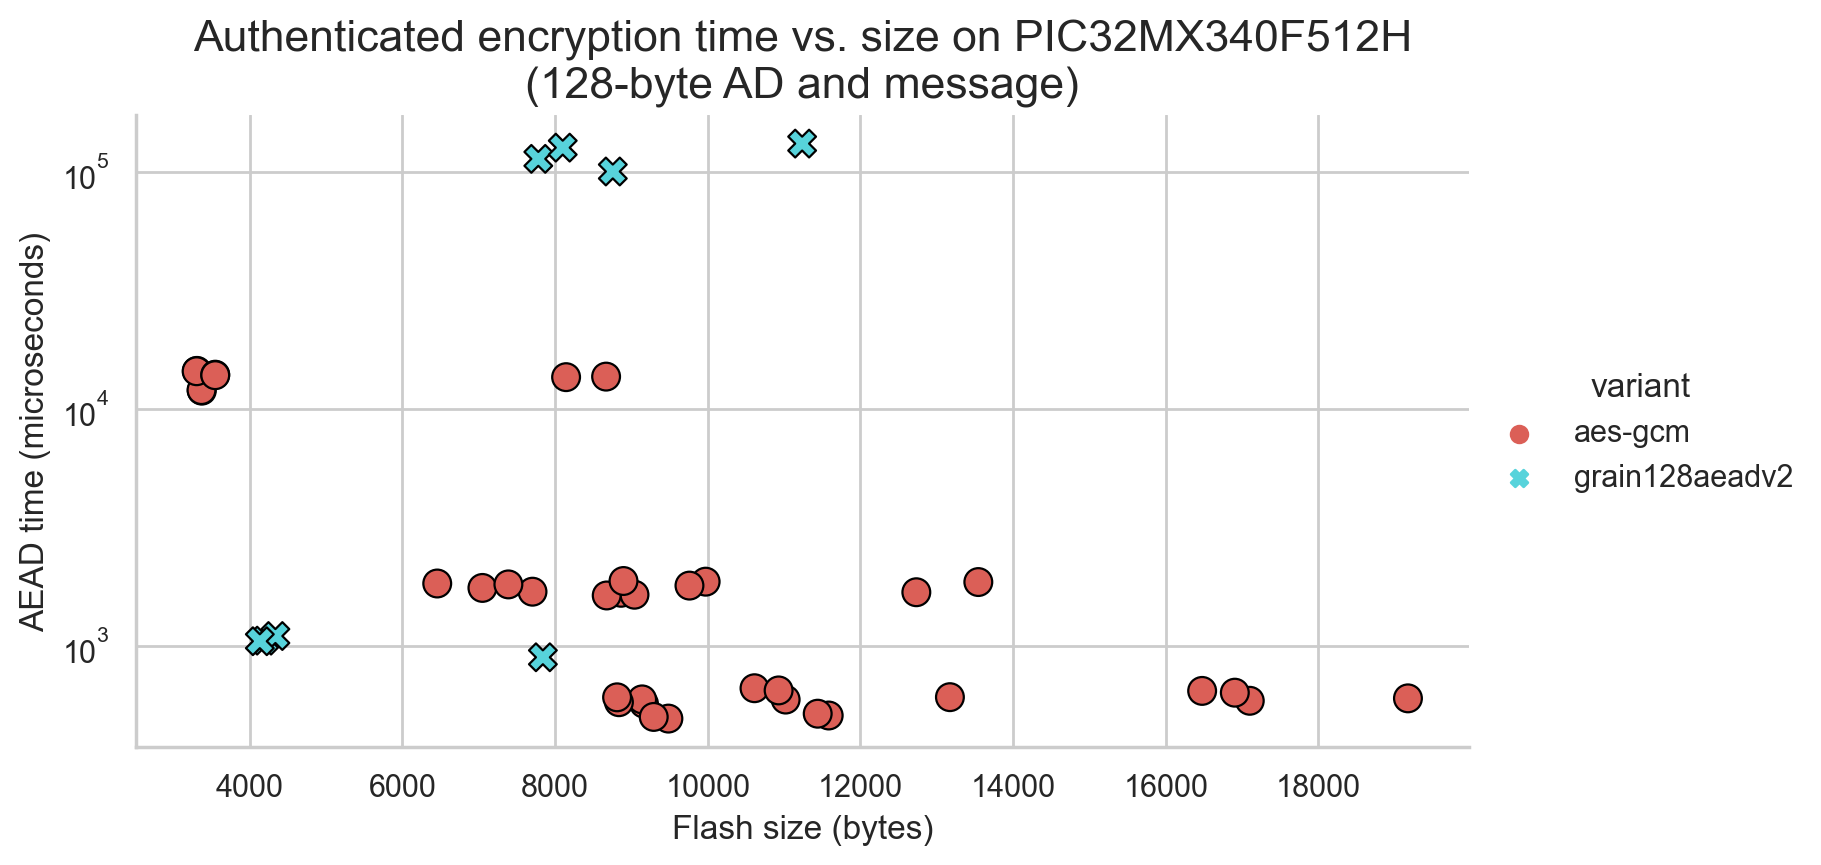 Authenticated encryption time vs. size on PIC32MX340F512H
(128-byte AD and message)
AEAD time (microseconds)
10^5
10^4
10^3
4000 6000 8000 10000 12000 14000 16000 18000
Flash size (bytes)
variant
aes-gcm
grain128aeadv2